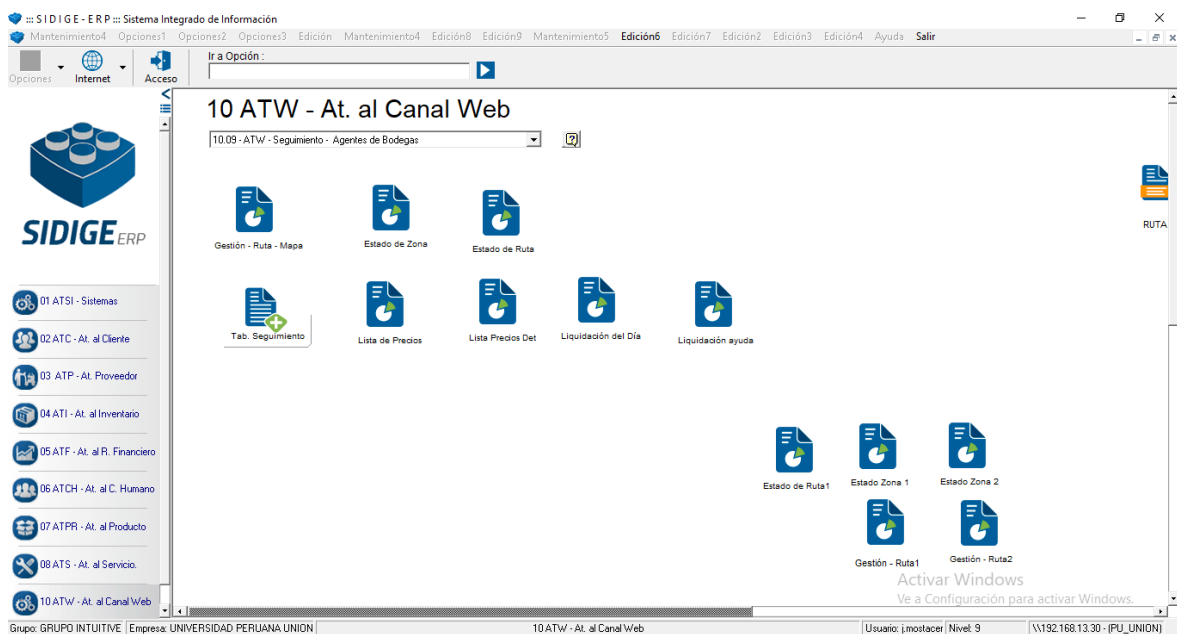 ::: S I D I G E - E R P ::: Sistema Integrado de Información
Mantenimiento4 Opciones1 Opciones2 Opciones3 Edición Mantenimiento4 Edición8 Edición9 Mantenimiento5 Edición6 Edición7 Edición2 Edición3 Edición4 Ayuda Salir
Opciones Internet Acceso
Ir a Opción :
10 ATW - At. al Canal Web
10.09 - ATW - Seguimiento - Agentes de Bodegas
SIDIGE ERP
Gestión - Ruta - Mapa
Estado de Zona
Estado de Ruta
RUTA
Tab. Seguimiento
Lista de Precios
Lista Precios Det
Liquidación del Día
Liquidación ayuda
01 ATSI - Sistemas
02 ATC - At. al Cliente
03 ATP - At. Proveedor
04 ATI - At. al Inventario
05 ATF - At. al R. Financiero
06 ATCH - At. al C. Humano
07 ATPR - At. al Producto
08 ATS - At. al Servicio.
10 ATW - At. al Canal Web
Estado de Ruta1
Estado Zona 1
Estado Zona 2
Gestión - Ruta1
Gestión - Ruta2
Activar Windows
Ve a Configuración para activar Windows.
Grupo: GRUPO INTUITIVE Empresa: UNIVERSIDAD PERUANA UNION 10 ATW - At. al Canal Web Usuario: j.mostacer Nivel: 9 \\192.168.13.30 - (PU_UNION)